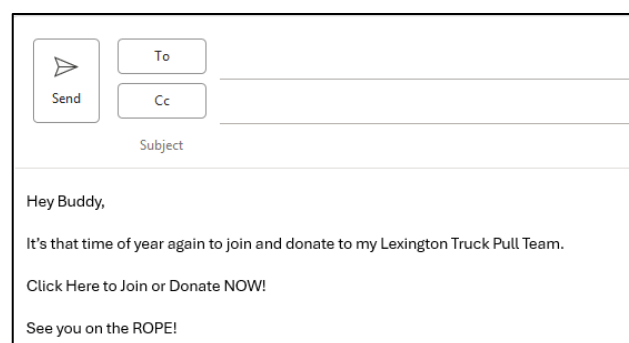 To
Send
Cc
Subject
Hey Buddy,
It's that time of year again to join and donate to my Lexington Truck Pull Team.
Click Here to Join or Donate NOW!
See you on the ROPE!